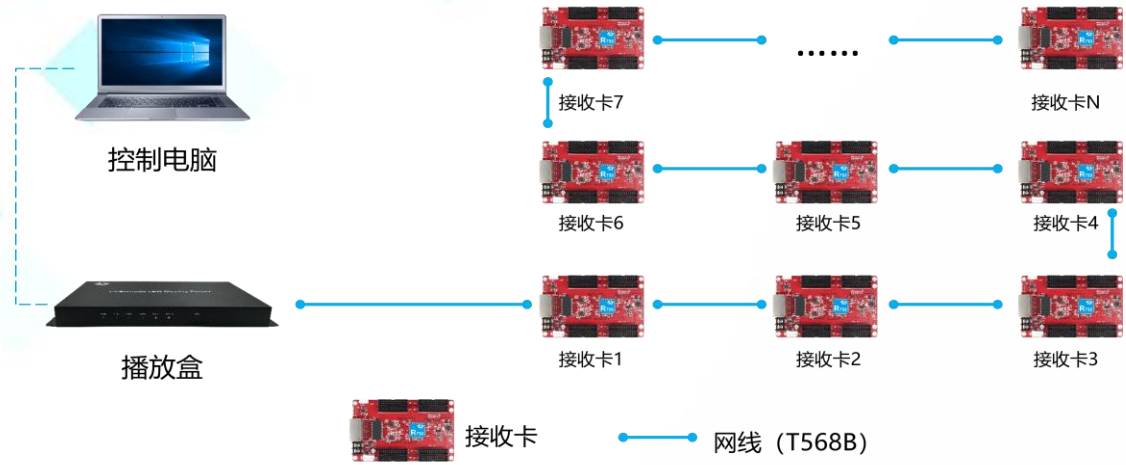 接收卡7
......
接收卡N
控制电脑
接收卡6
接收卡5
接收卡4
播放盒
接收卡1
接收卡2
接收卡3
接收卡
网线（T568B）